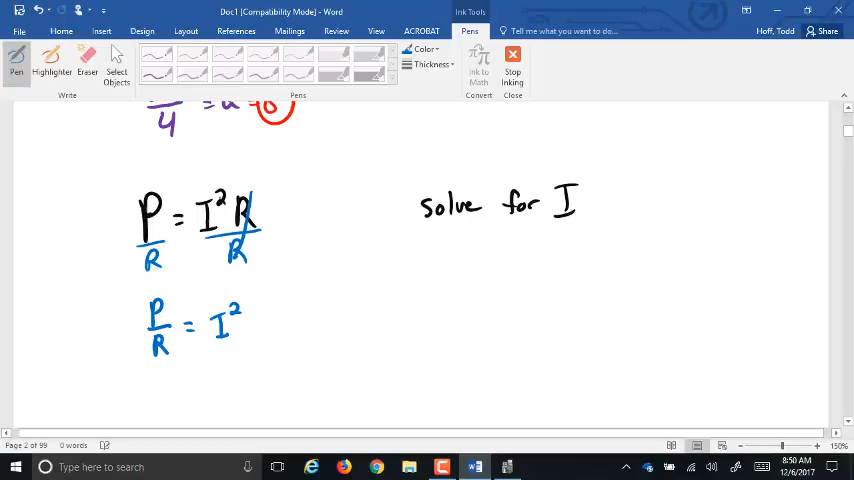 Doc1 [Compatibility Mode] - Word
Ink Tools
Hoff, Todd
File Home Insert Design Layout References Mailings Review View ACROBAT Pens Tell me what you want to do... Share
Pen
Highlighter
Eraser
Select Objects
Color
Thickness
Ink to Math
Stop Inking
Write
Pens
Convert
Close
4
P = I² R
R R
solve for I
P/R = I²
Page 2 of 99 0 words
150%
Type here to search
8:50 AM
12/6/2017